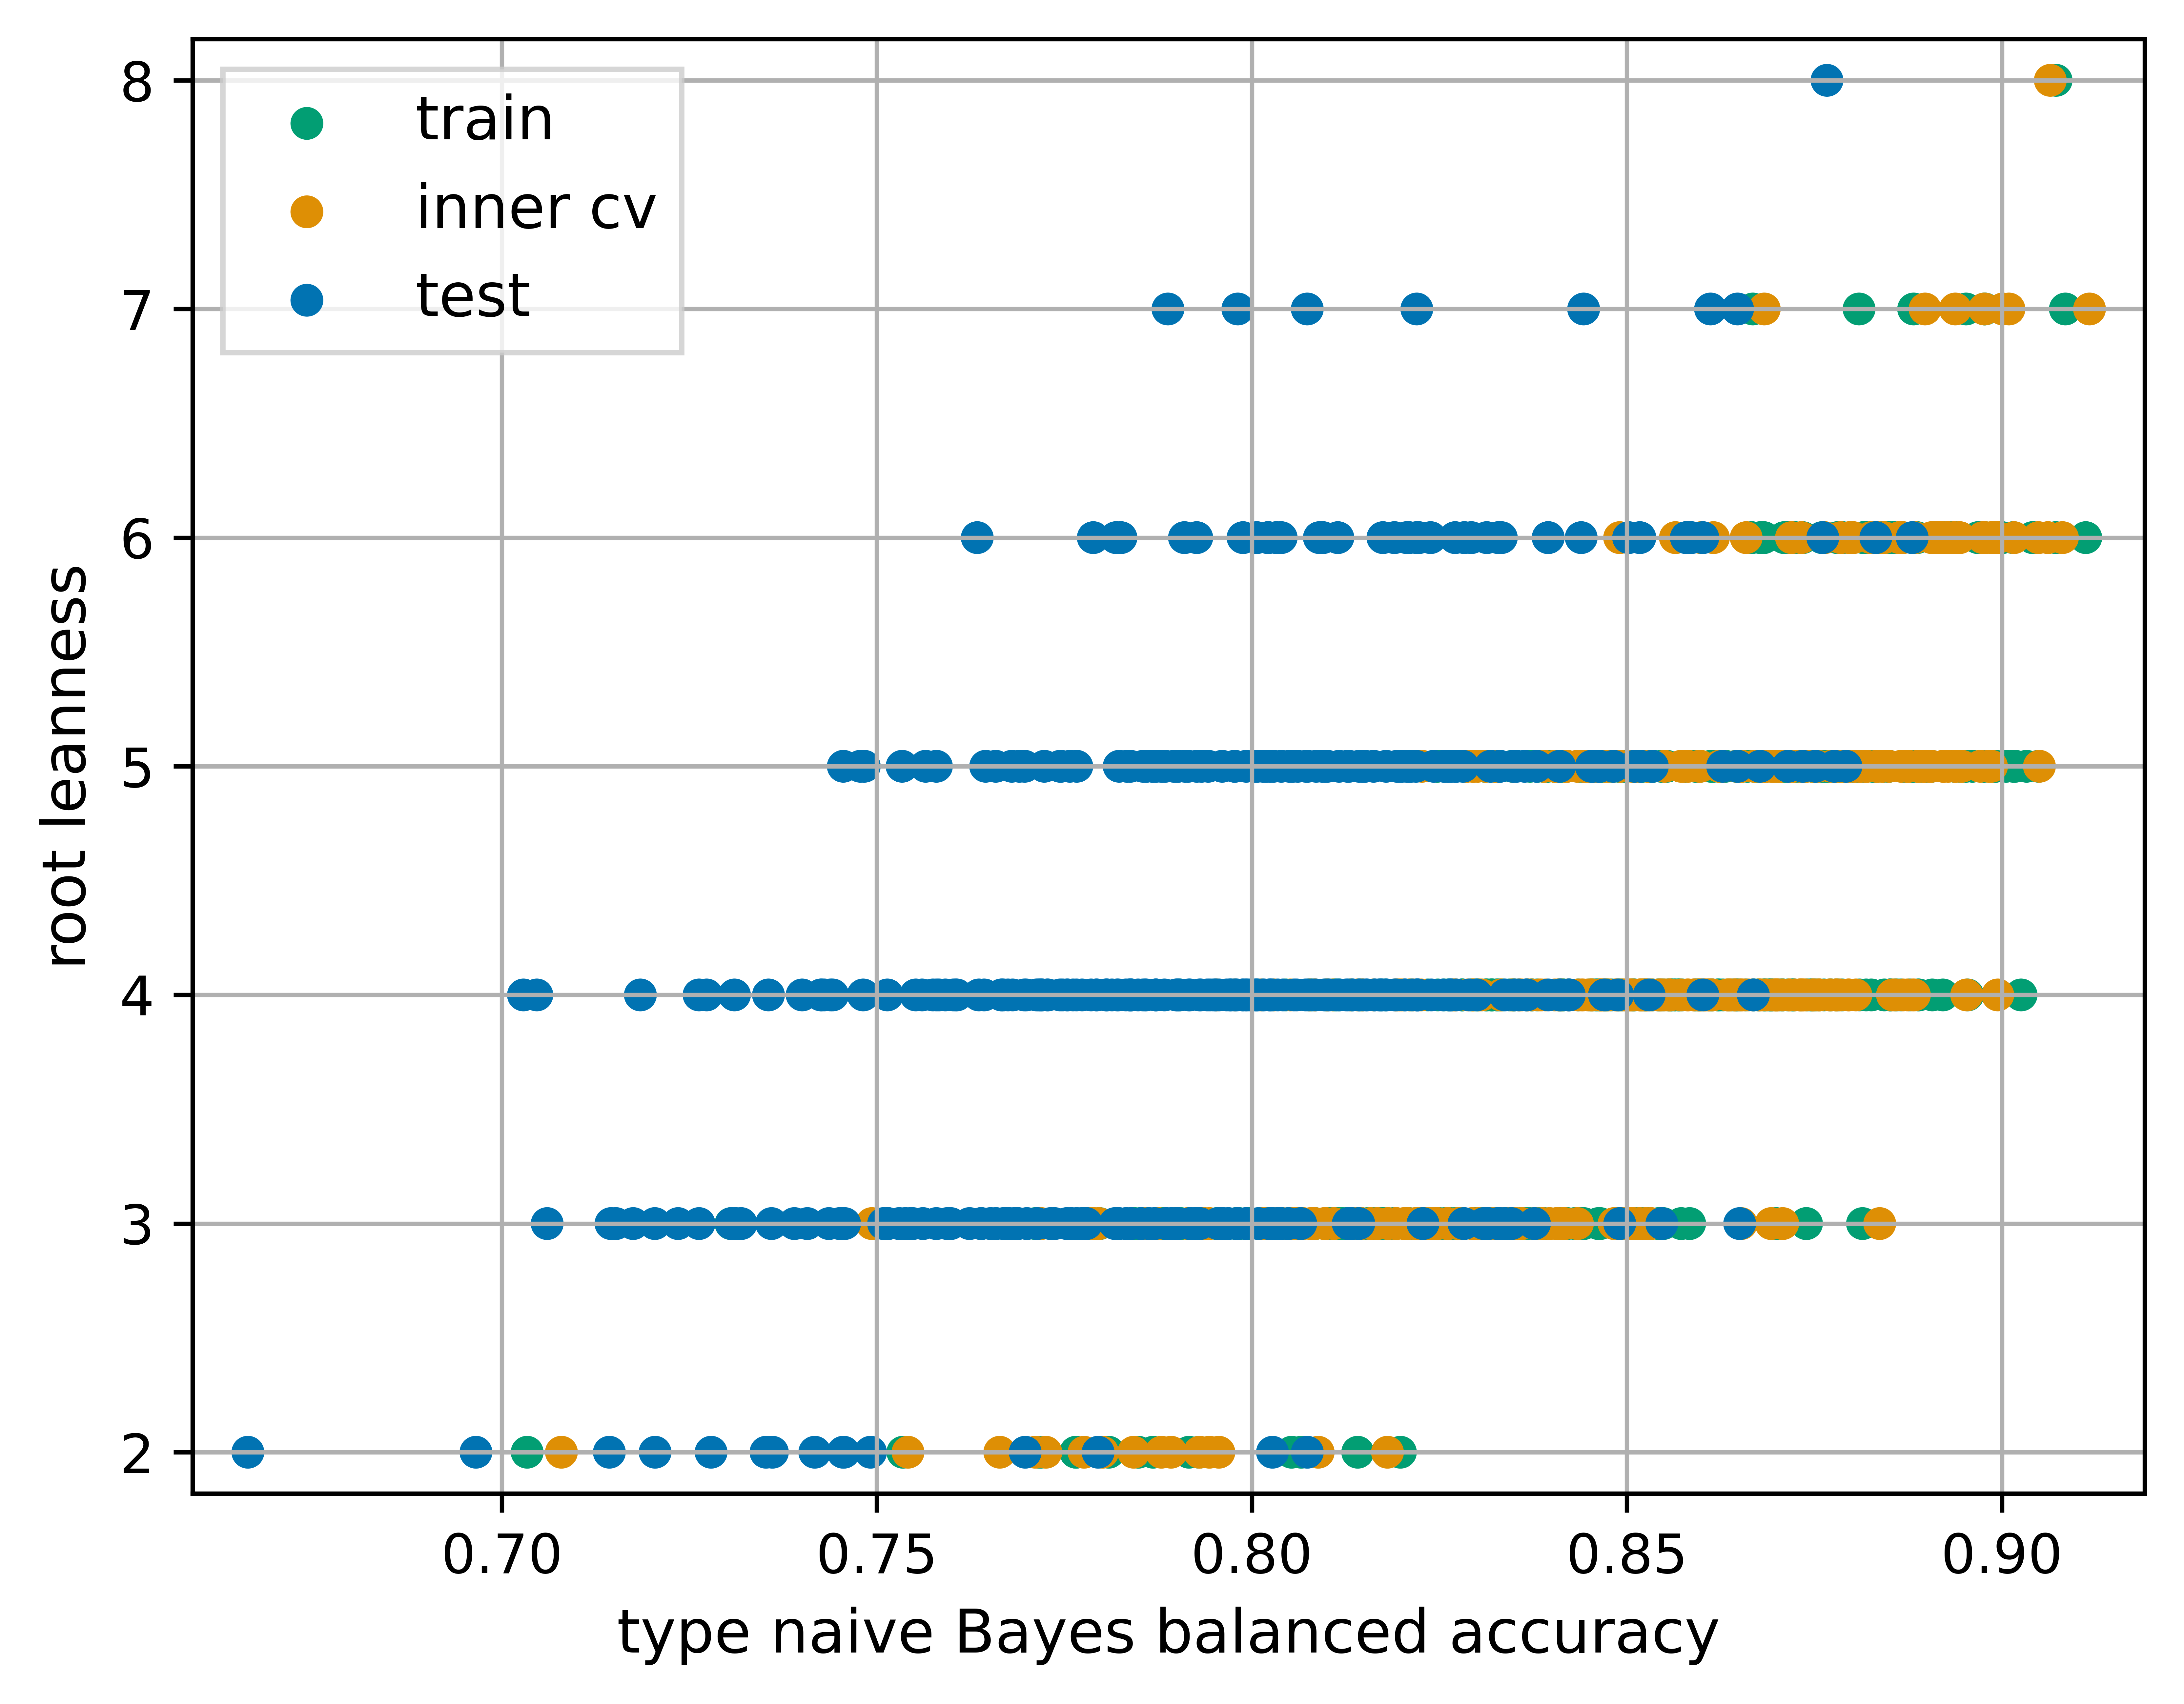 8
7
6
5
4
3
2
root leanness
train
inner cv
test
0.70 0.75 0.80 0.85 0.90
type naive Bayes balanced accuracy